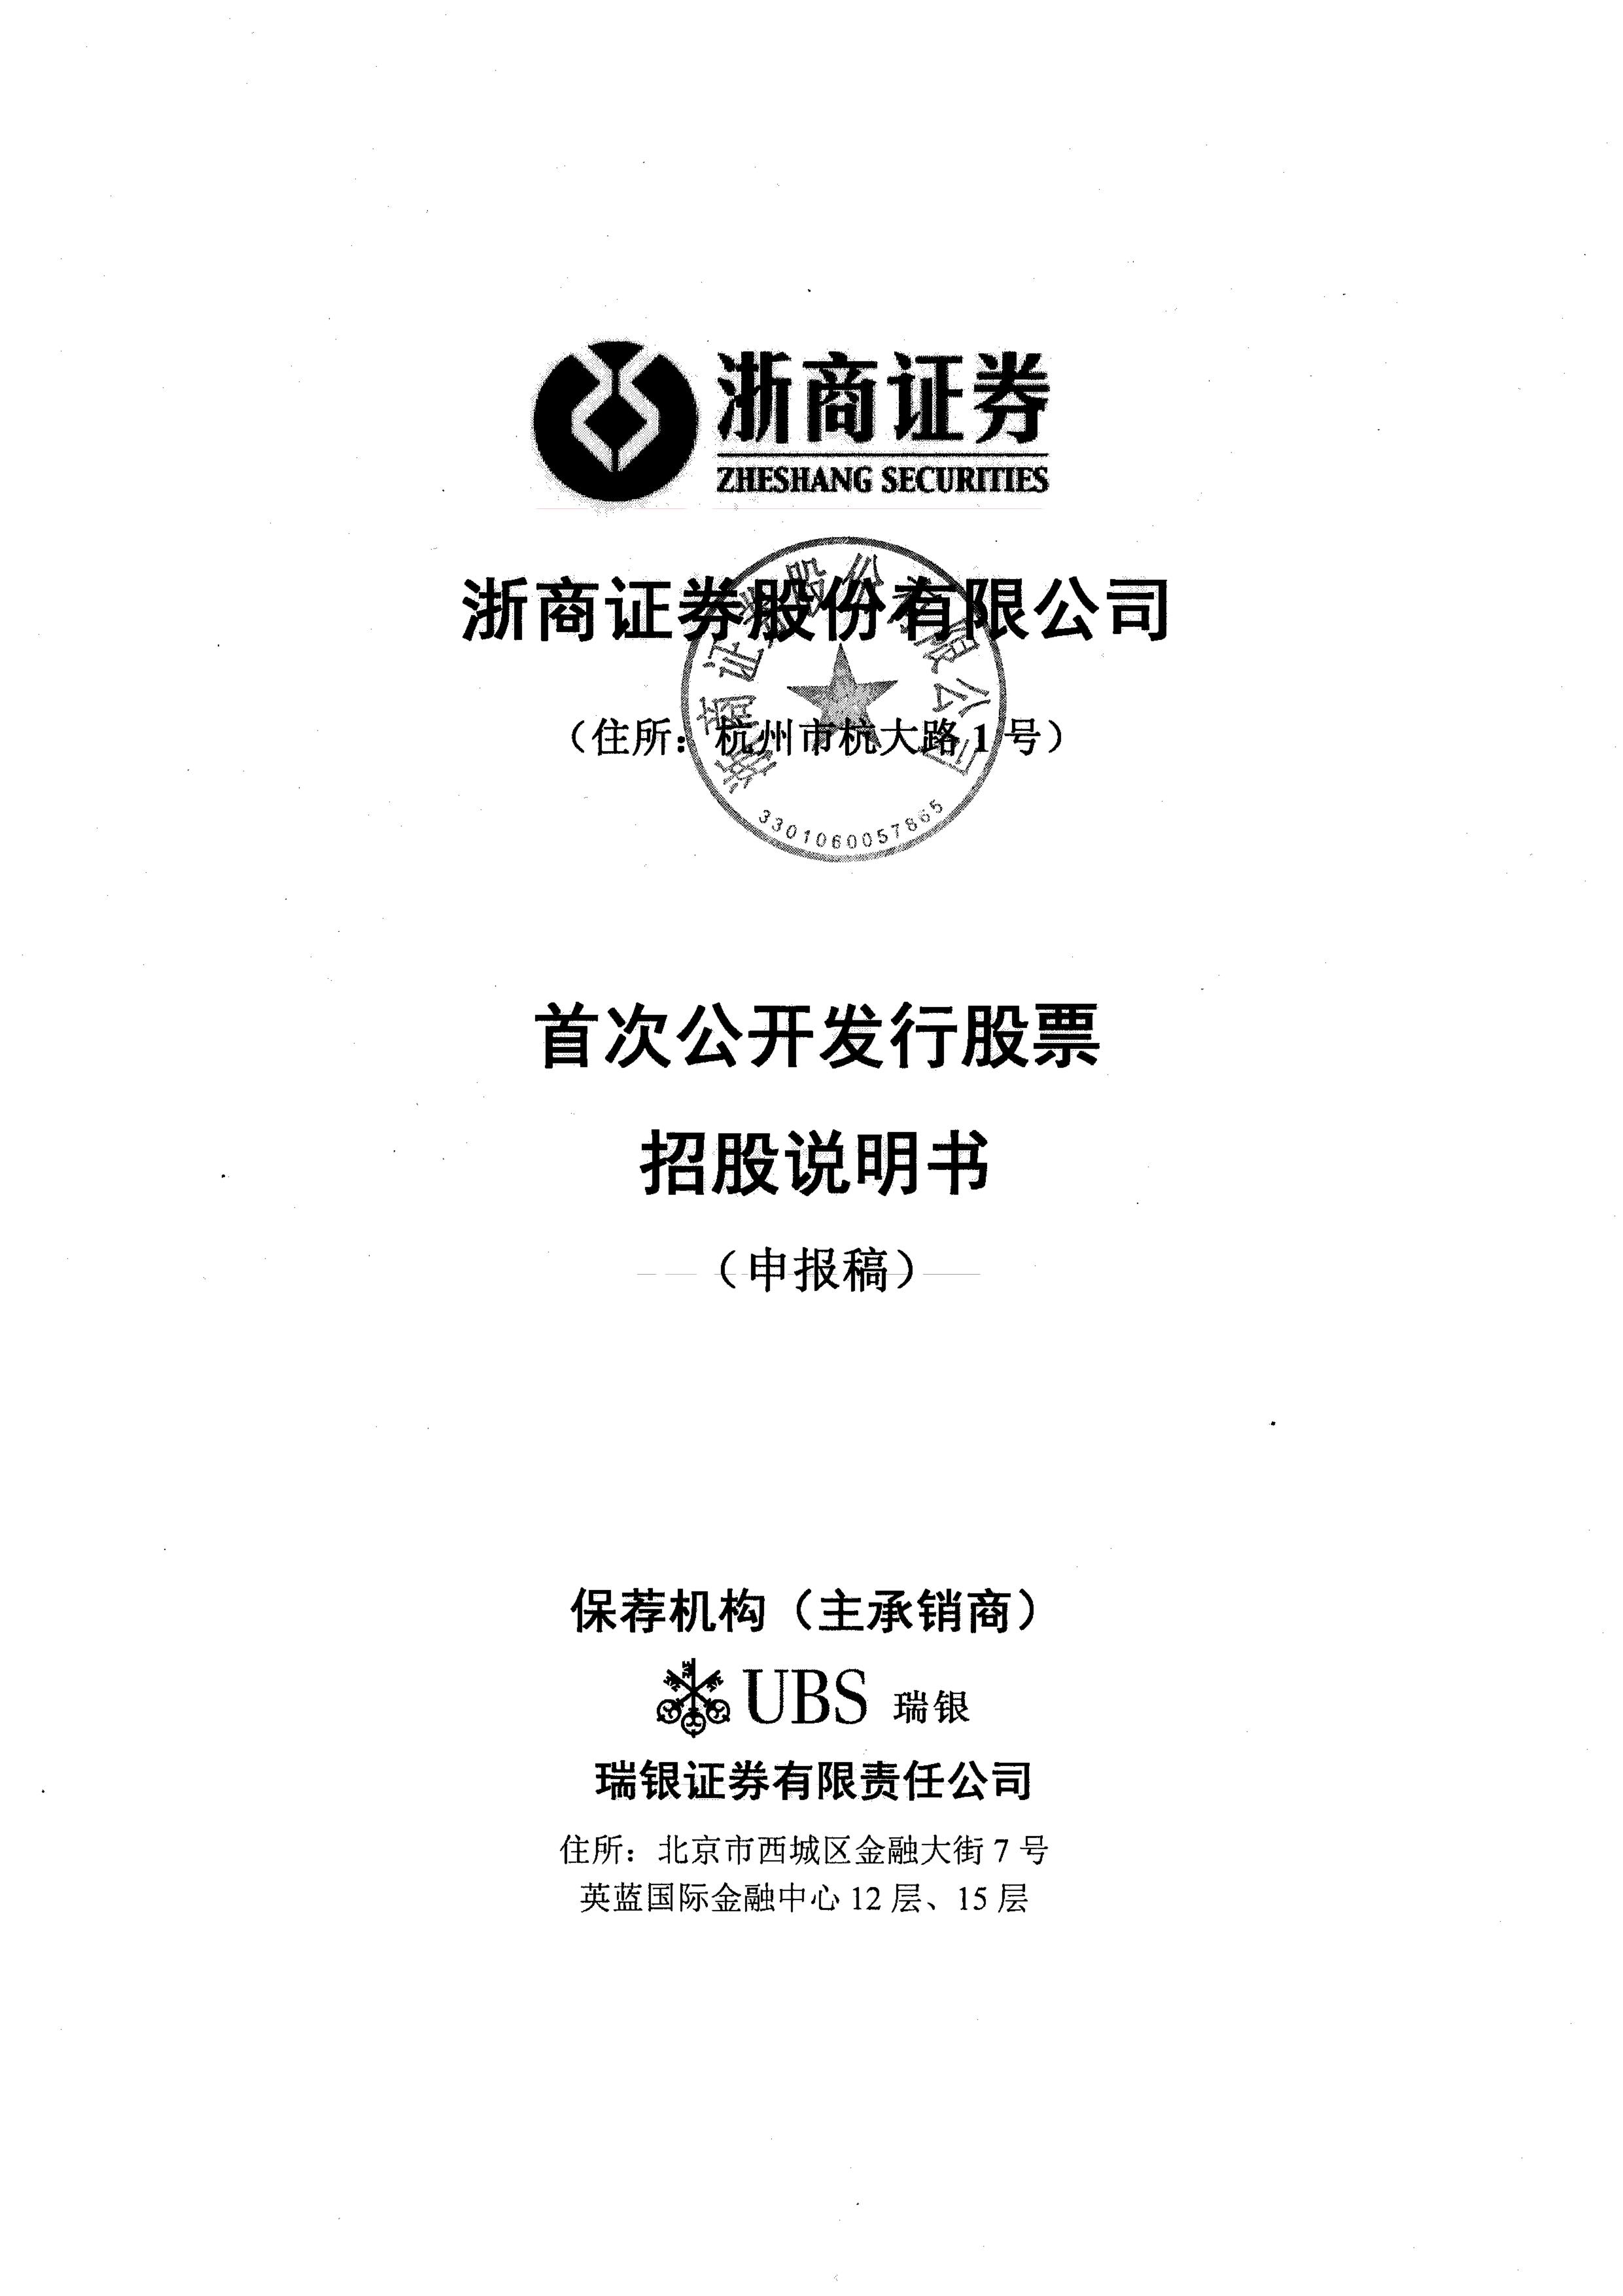 浙商证券
ZHESHANG SECURITIES
浙商证券股份有限公司
（住所：杭州市杭大路 1 号）
浙商证券股份有限公司
3301060057865
首次公开发行股票
招股说明书
（申报稿）
保荐机构（主承销商）
UBS 瑞银
瑞银证券有限责任公司
住所：北京市西城区金融大街 7 号
英蓝国际金融中心 12 层、15 层